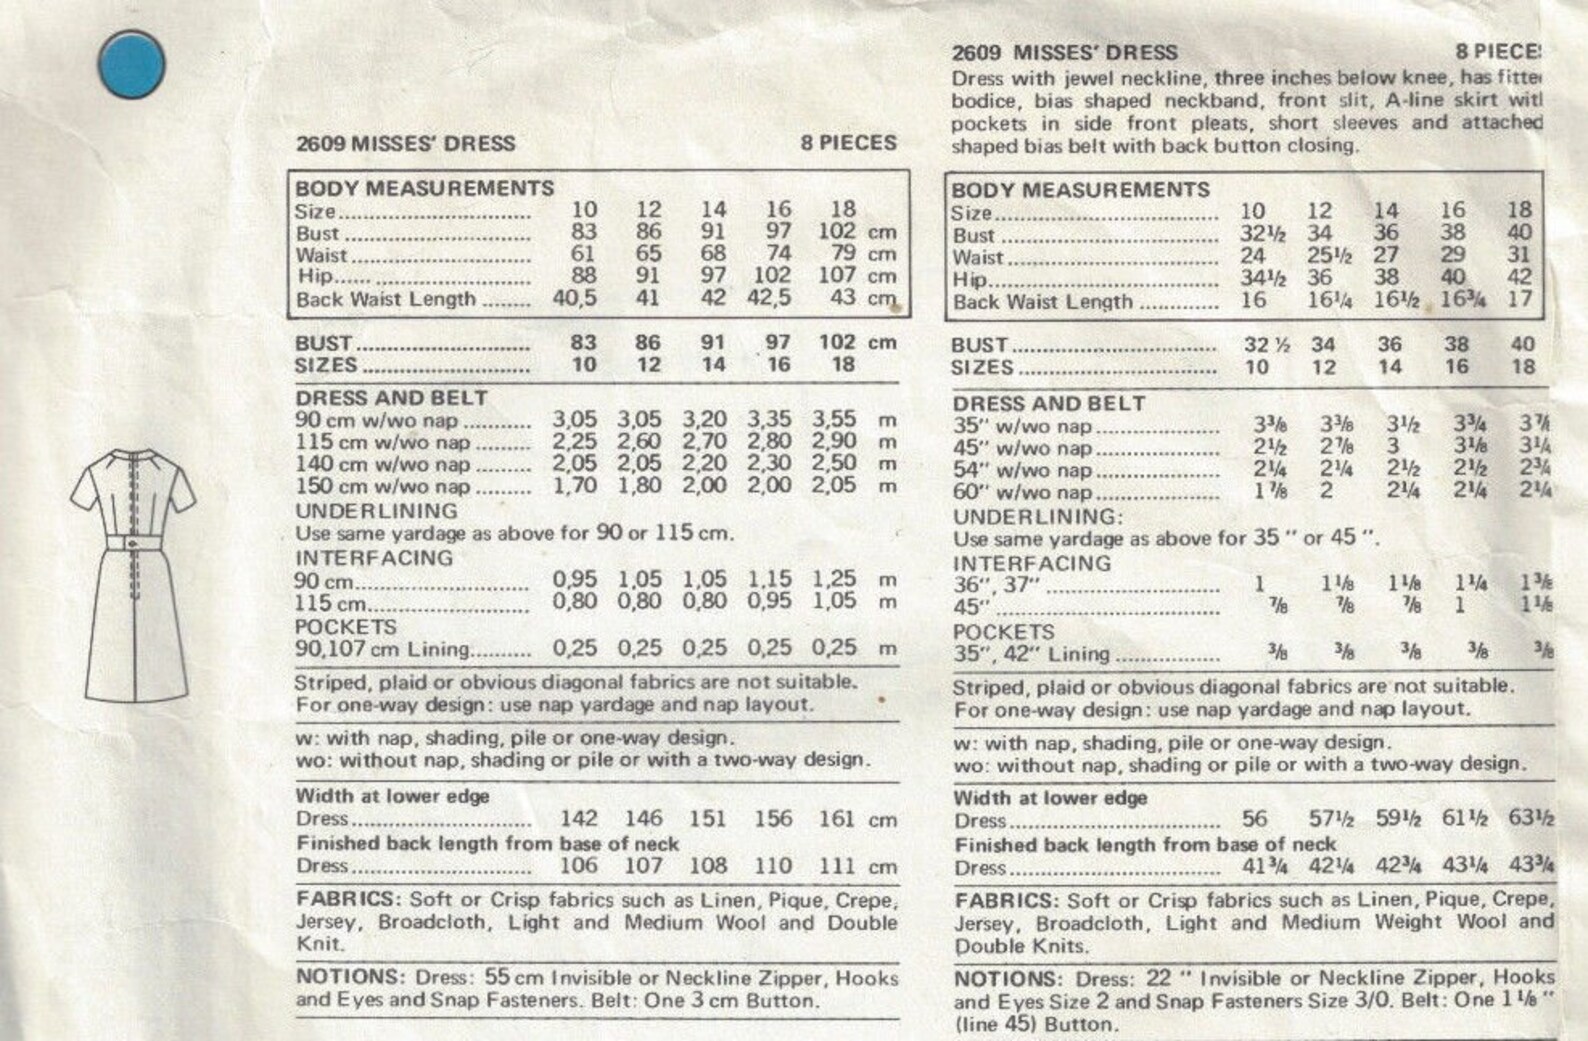 2609 MISSES' DRESS 8 PIECES
BODY MEASUREMENTS
Size 10 12 14 16 18
Bust 83 86 91 97 102 cm
Waist 61 65 68 74 79 cm
Hip 88 91 97 102 107 cm
Back Waist Length 40,5 41 42 42,5 43 cm
BUST 83 86 91 97 102 cm
SIZES 10 12 14 16 18
DRESS AND BELT
90 cm w/wo nap 3,05 3,05 3,20 3,35 3,55 m
115 cm w/wo nap 2,25 2,60 2,70 2,80 2,90 m
140 cm w/wo nap 2,05 2,05 2,20 2,30 2,50 m
150 cm w/wo nap 1,70 1,80 2,00 2,00 2,05 m
UNDERLINING
Use same yardage as above for 90 or 115 cm.
INTERFACING
90 cm 0,95 1,05 1,05 1,15 1,25 m
115 cm 0,80 0,80 0,80 0,95 1,05 m
POCKETS
90,107 cm Lining 0,25 0,25 0,25 0,25 0,25 m
Striped, plaid or obvious diagonal fabrics are not suitable.
For one-way design: use nap yardage and nap layout.
w: with nap, shading, pile or one-way design.
wo: without nap, shading or pile or with a two-way design.
Width at lower edge
Dress 142 146 151 156 161 cm
Finished back length from base of neck
Dress 106 107 108 110 111 cm
FABRICS: Soft or Crisp fabrics such as Linen, Pique, Crepe,
Jersey, Broadcloth, Light and Medium Wool and Double
Knit.
NOTIONS: Dress: 55 cm Invisible or Neckline Zipper, Hooks
and Eyes and Snap Fasteners. Belt: One 3 cm Button.
2609 MISSES' DRESS 8 PIECE
Dress with jewel neckline, three inches below knee, has fitte
bodice, bias shaped neckband, front slit, A-line skirt wit
pockets in side front pleats, short sleeves and attached
shaped bias belt with back button closing.
BODY MEASUREMENTS
Size 10 12 14 16 18
Bust 32½ 34 36 38 40
Waist 24 25½ 27 29 31
Hip 34½ 36 38 40 42
Back Waist Length 16 16¼ 16½ 16¾ 17
BUST 32 ½ 34 36 38 40
SIZES 10 12 14 16 18
DRESS AND BELT
35" w/wo nap 3⅜ 3⅜ 3½ 3¾ 3⅞
45" w/wo nap 2½ 2⅞ 3 3⅛ 3¼
54" w/wo nap 2¼ 2¼ 2½ 2½ 2¾
60" w/wo nap 1⅞ 2 2¼ 2¼ 2¼
UNDERLINING:
Use same yardage as above for 35 " or 45 ".
INTERFACING
36", 37" 1 1⅛ 1⅛ 1¼ 1⅜
45" ⅞ ⅞ ⅞ 1 1⅛
POCKETS
35", 42" Lining ⅜ ⅜ ⅜ ⅜ ⅜
Striped, plaid or obvious diagonal fabrics are not suitable.
For one-way design: use nap yardage and nap layout.
w: with nap, shading, pile or one-way design.
wo: without nap, shading or pile or with a two-way design.
Width at lower edge
Dress 56 57½ 59½ 61½ 63½
Finished back length from base of neck
Dress 41¾ 42¼ 42¾ 43¼ 43¾
FABRICS: Soft or Crisp fabrics such as Linen, Pique, Crepe,
Jersey, Broadcloth, Light and Medium Weight Wool and
Double Knits.
NOTIONS: Dress: 22 " Invisible or Neckline Zipper, Hooks
and Eyes Size 2 and Snap Fasteners Size 3/0. Belt: One 1⅛ "
(line 45) Button.